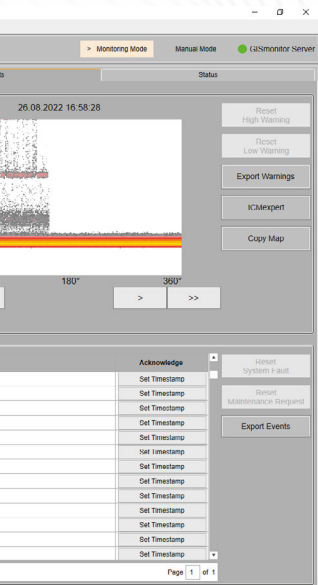 > Monitoring Mode
Manual Mode
GISmonitor Server
ts
Status
26.08.2022 16:58:28
Reset
High Warning
Reset
Low Warning
Export Warnings
ICMexpert
Copy Map
180°
360°
>
>>
Acknowledge
Reset
System Fault
Set Timestamp
Set Timestamp
Reset
Maintenance Request
Set Timestamp
Set Timestamp
Export Events
Set Timestamp
Set Timestamp
Set Timestamp
Set Timestamp
Set Timestamp
Set Timestamp
Set Timestamp
Set Timestamp
Set Timestamp
Page 1 of 1